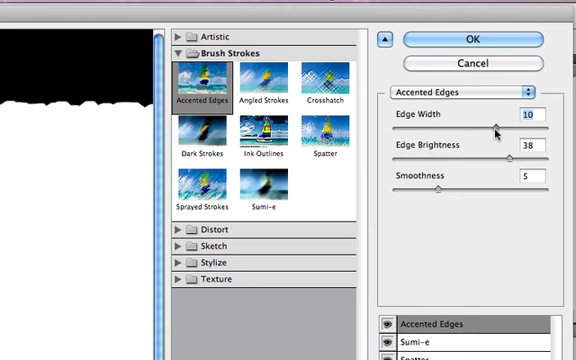 Artistic
Brush Strokes
Accented Edges
Angled Strokes
Crosshatch
Dark Strokes
Ink Outlines
Spatter
Sprayed Strokes
Sumi-e
Distort
Sketch
Stylize
Texture
OK
Cancel
Accented Edges
Edge Width 10
Edge Brightness 38
Smoothness 5
Accented Edges
Sumi-e
Spatter